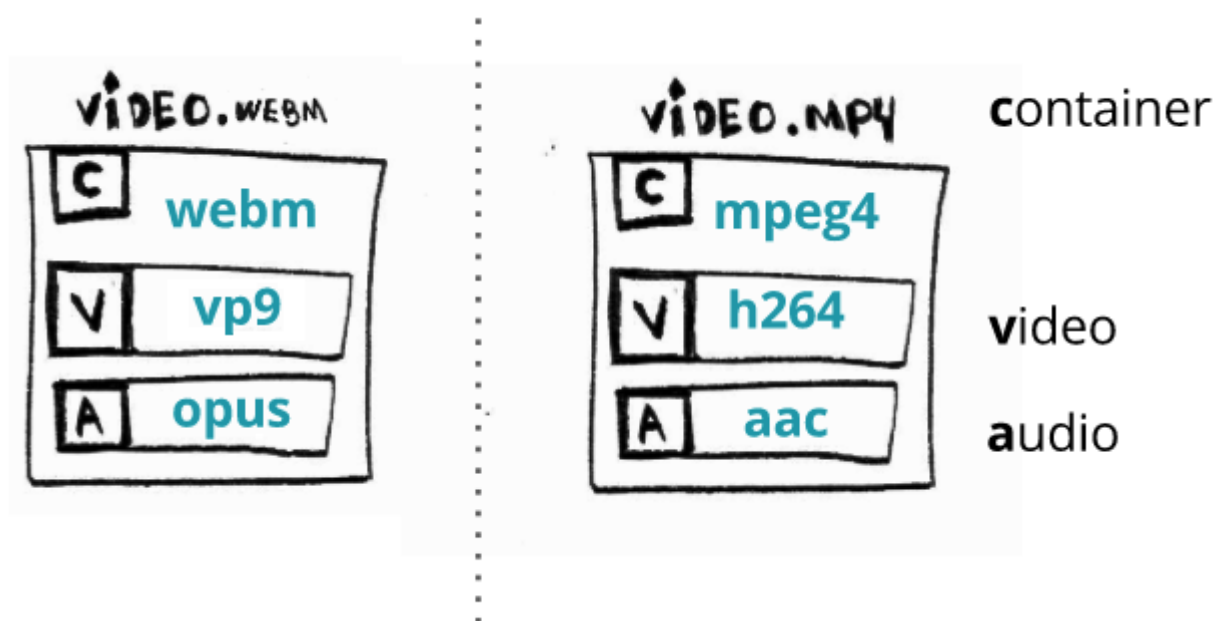 VIDEO.WEBM
C
webm
V
vp9
A
opus
VIDEO.MP4
C
mpeg4
V
h264
A
aac
container
video
audio